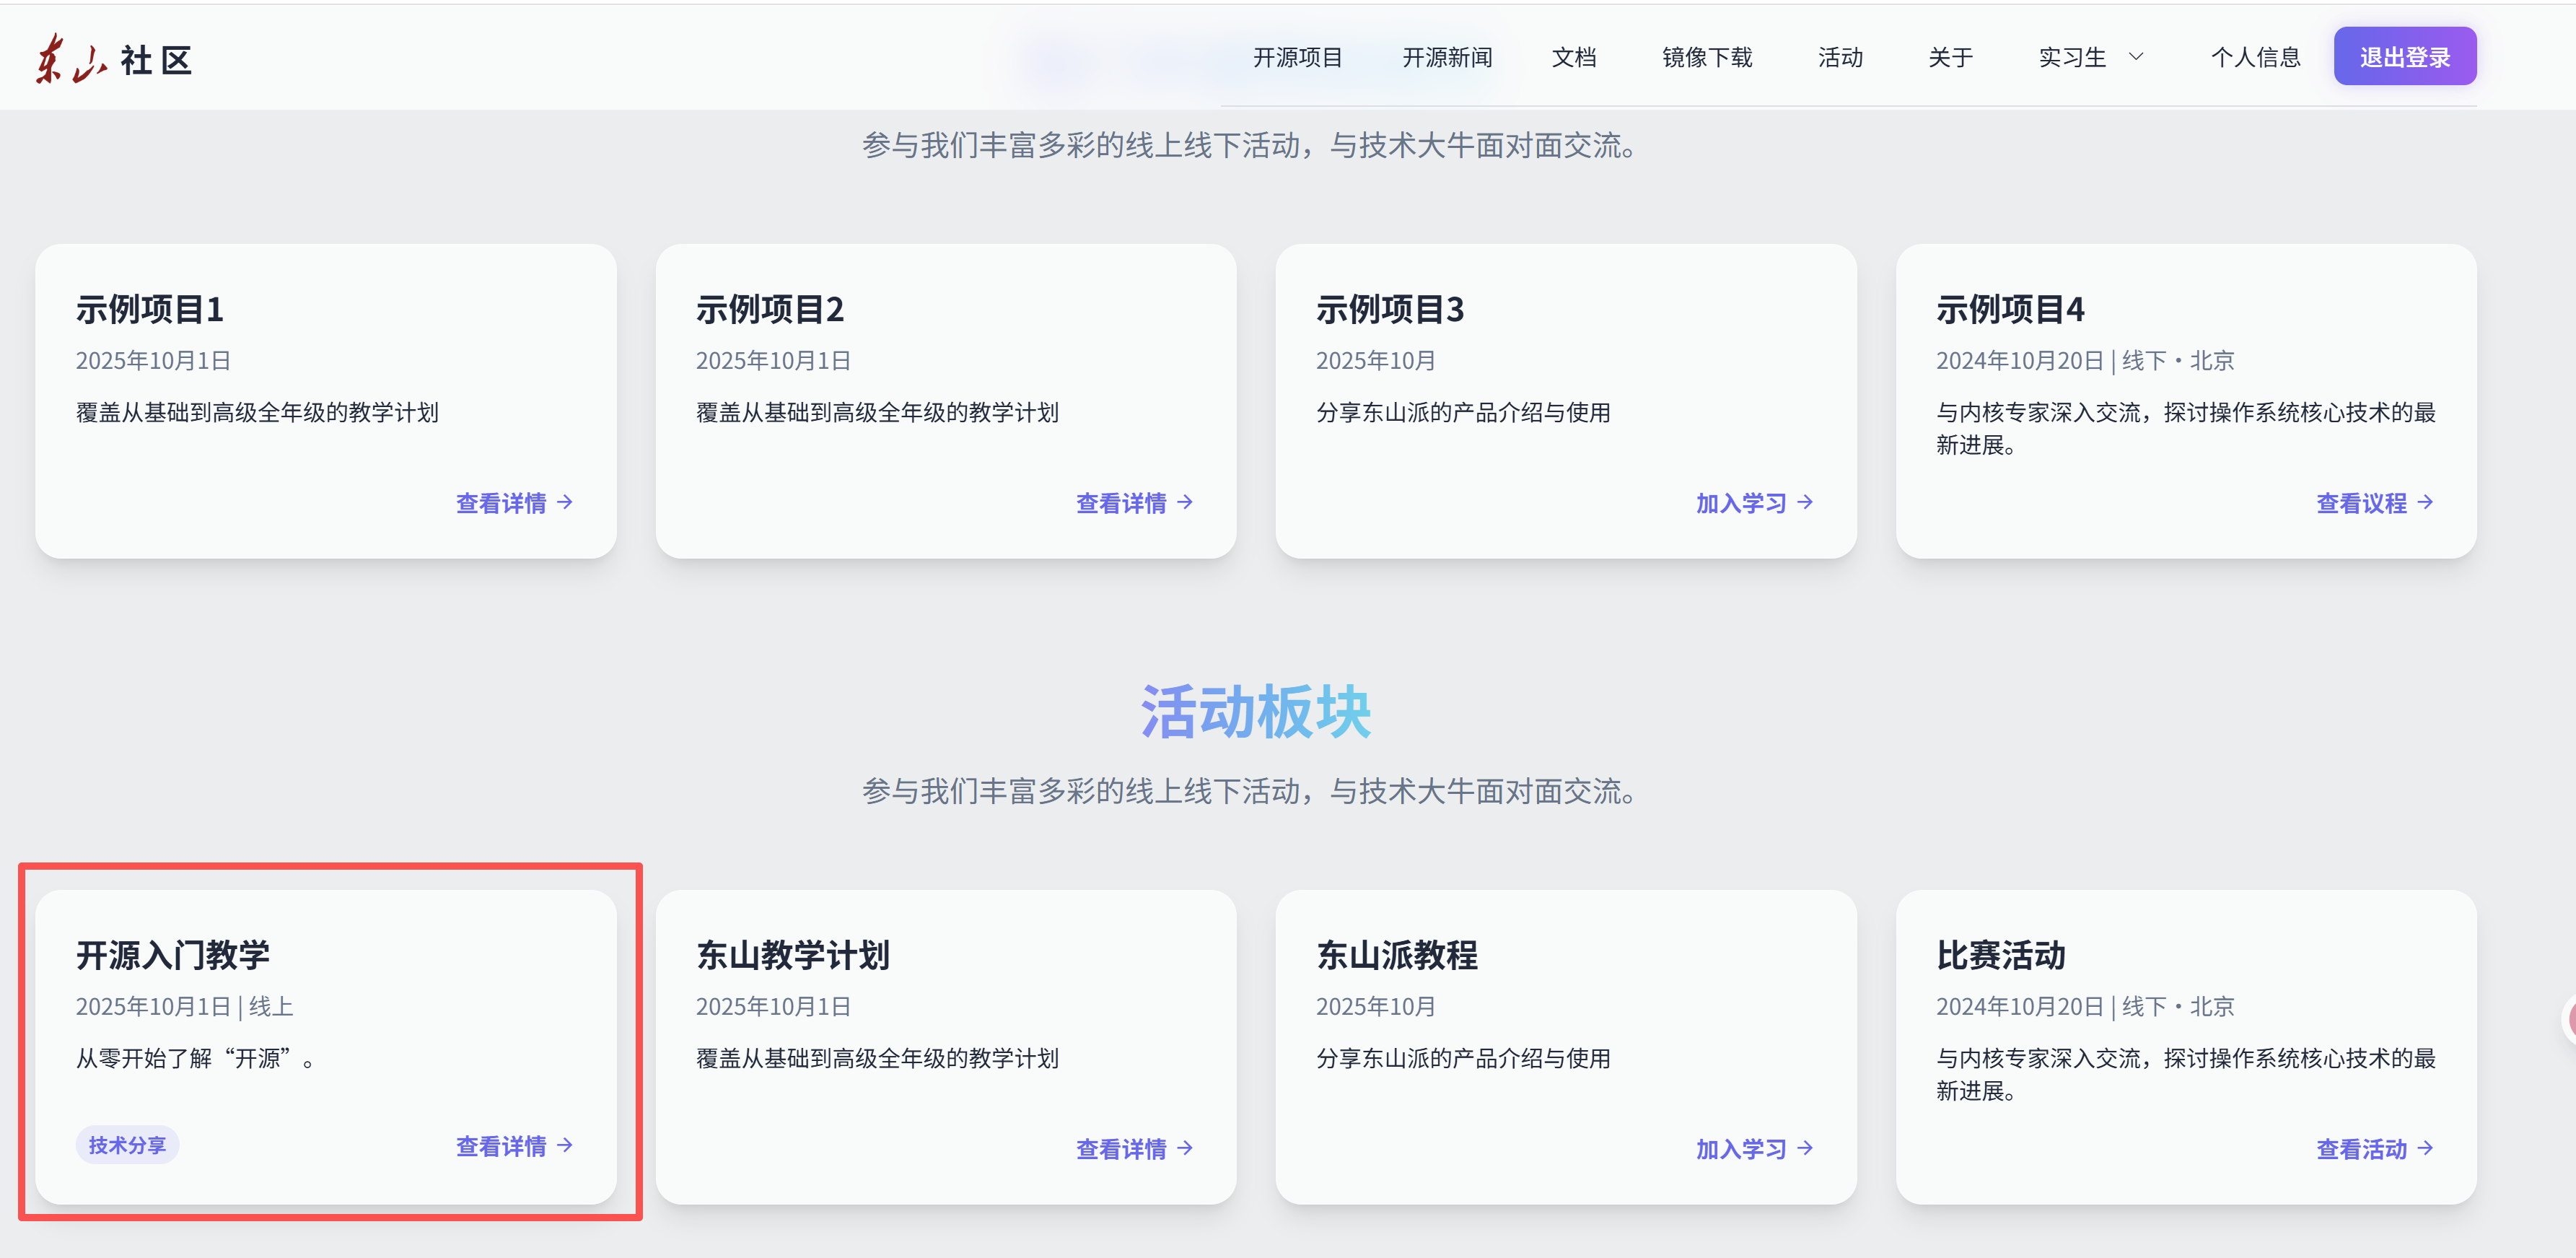 东山 社区
开源项目 开源新闻 文档 镜像下载 活动 关于 实习生 个人信息 退出登录
参与我们丰富多彩的线上线下活动，与技术大牛面对面交流。
示例项目1
2025年10月1日
覆盖从基础到高级全年级的教学计划
查看详情 →
示例项目2
2025年10月1日
覆盖从基础到高级全年级的教学计划
查看详情 →
示例项目3
2025年10月
分享东山派的产品介绍与使用
加入学习 →
示例项目4
2024年10月20日 | 线下・北京
与内核专家深入交流，探讨操作系统核心技术的最
新进展。
查看议程 →
活动板块
参与我们丰富多彩的线上线下活动，与技术大牛面对面交流。
开源入门教学
2025年10月1日 | 线上
从零开始了解“开源”。
技术分享 查看详情 →
东山教学计划
2025年10月1日
覆盖从基础到高级全年级的教学计划
查看详情 →
东山派教程
2025年10月
分享东山派的产品介绍与使用
加入学习 →
比赛活动
2024年10月20日 | 线下・北京
与内核专家深入交流，探讨操作系统核心技术的最
新进展。
查看活动 →